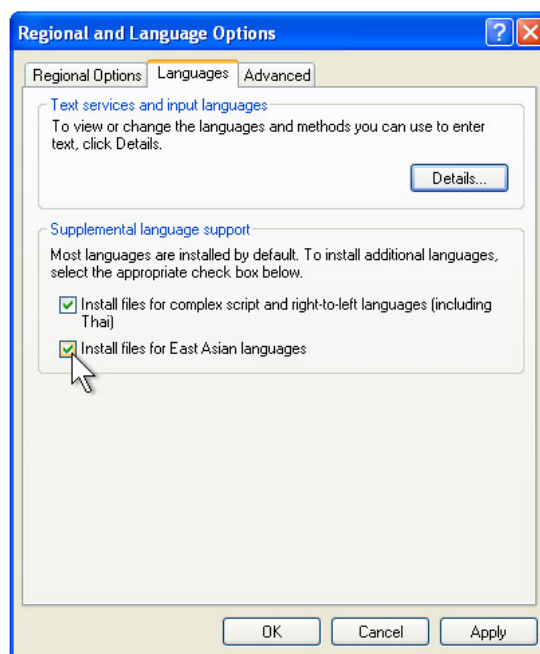 Regional and Language Options
Regional Options Languages Advanced
Text services and input languages
To view or change the languages and methods you can use to enter
text, click Details.
Details...
Supplemental language support
Most languages are installed by default. To install additional languages,
select the appropriate check box below.
Install files for complex script and right-to-left languages (including
Thai)
Install files for East Asian languages
OK Cancel Apply